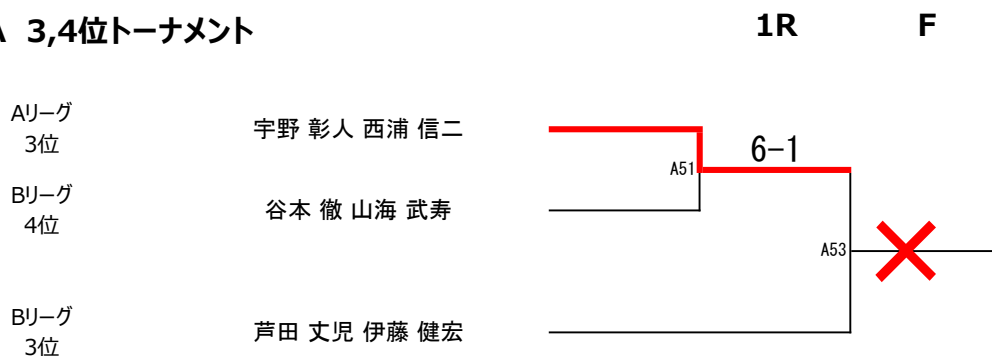 3,4位トーナメント 1R F
Aリーグ
3位
宇野 彰人 西浦 信二
6-1
A51
Bリーグ
4位
谷本 徹 山海 武寿
A53
Bリーグ
3位
芦田 丈児 伊藤 健宏